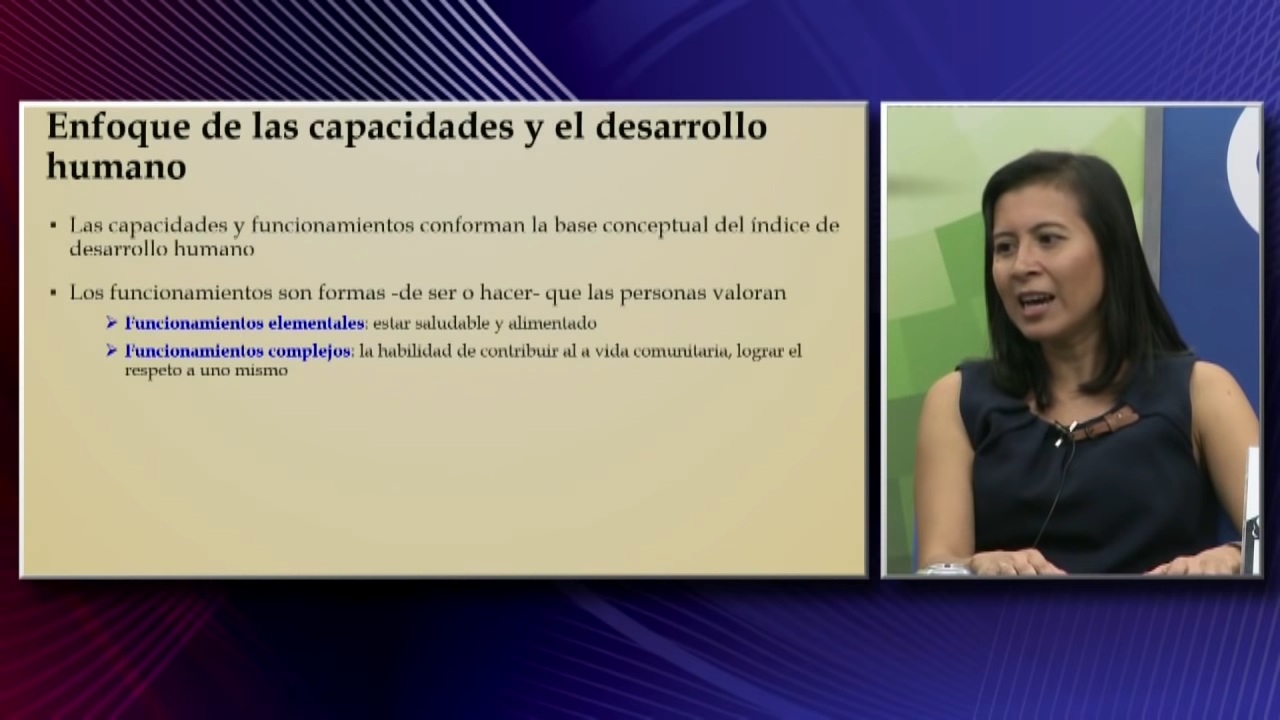 Enfoque de las capacidades y el desarrollo
humano
▪ Las capacidades y funcionamientos conforman la base conceptual del índice de
desarrollo humano
▪ Los funcionamientos son formas -de ser o hacer- que las personas valoran
➢ Funcionamientos elementales: estar saludable y alimentado
➢ Funcionamientos complejos: la habilidad de contribuir al a vida comunitaria, lograr el
respeto a uno mismo